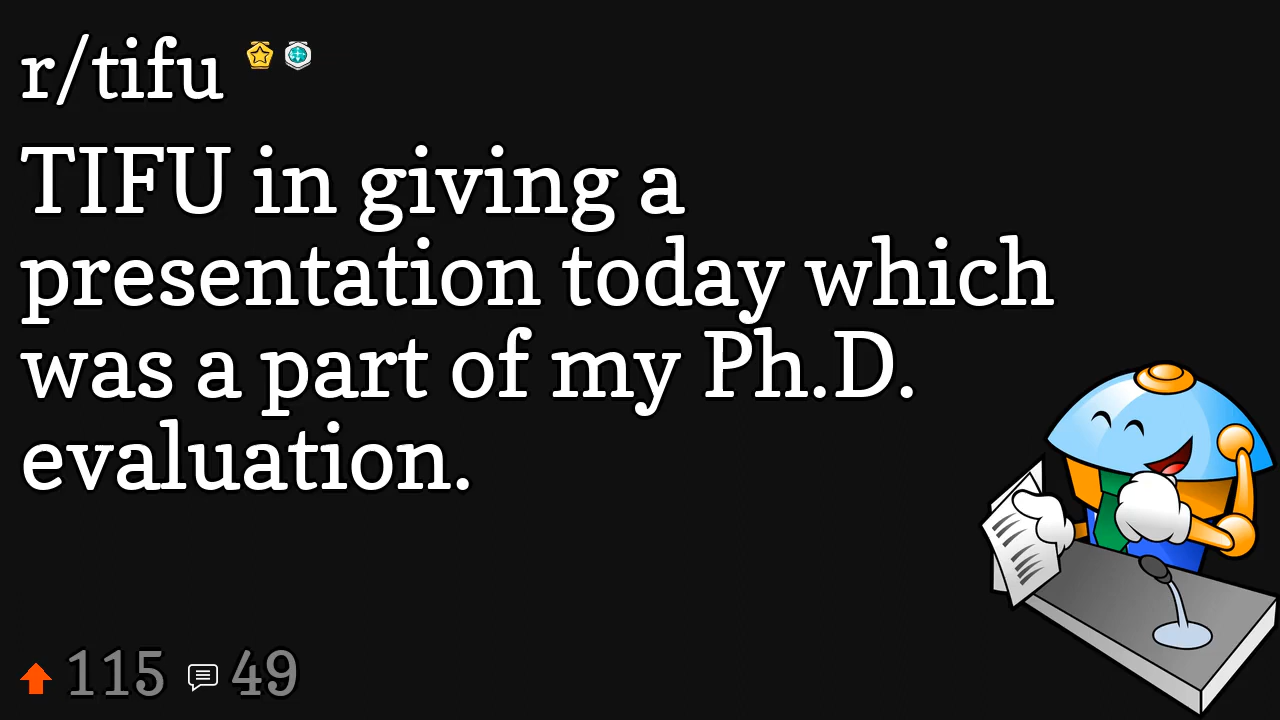 r/tifu
TIFU in giving a
presentation today which
was a part of my Ph.D.
evaluation.
115 49